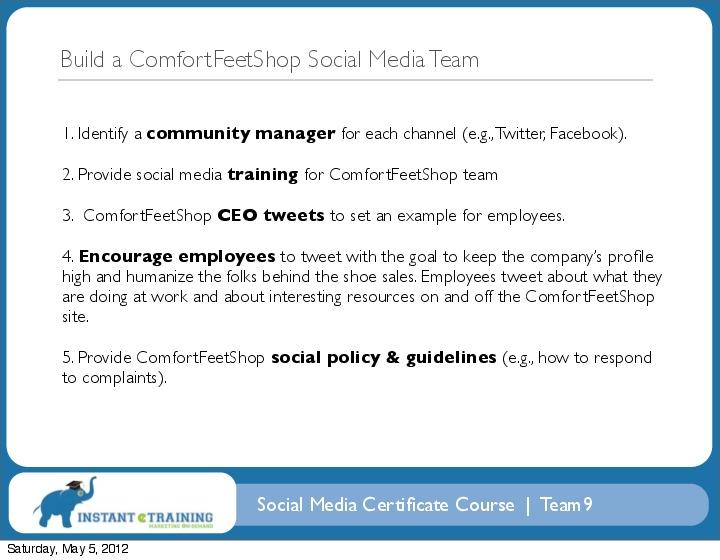 Build a ComfortFeetShop Social Media Team
1. Identify a community manager for each channel (e.g., Twitter, Facebook).
2. Provide social media training for ComfortFeetShop team
3. ComfortFeetShop CEO tweets to set an example for employees.
4. Encourage employees to tweet with the goal to keep the company's profile
high and humanize the folks behind the shoe sales. Employees tweet about what they
are doing at work and about interesting resources on and off the ComfortFeetShop
site.
5. Provide ComfortFeetShop social policy & guidelines (e.g., how to respond
to complaints).
INSTANT eTRAINING
MARKETING ON-DEMAND
Social Media Certificate Course | Team 9
Saturday, May 5, 2012